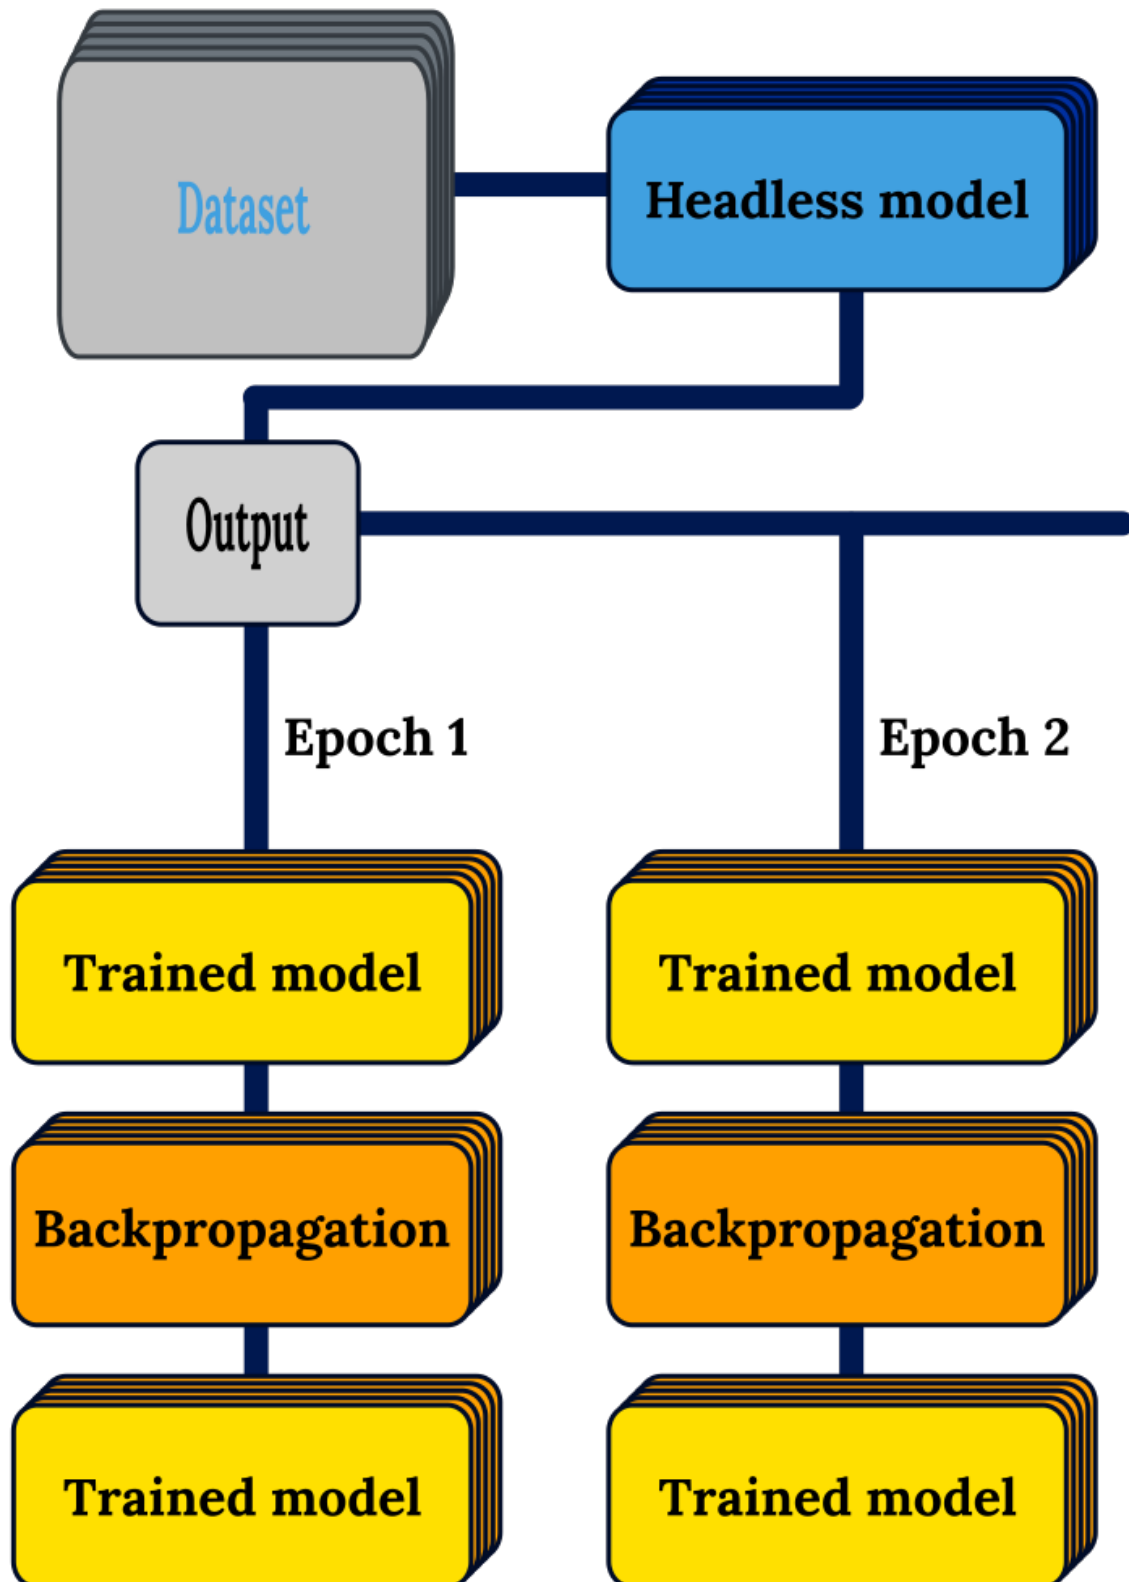 Dataset
Headless model
Output
Epoch 1
Epoch 2
Trained model
Trained model
Backpropagation
Backpropagation
Trained model
Trained model